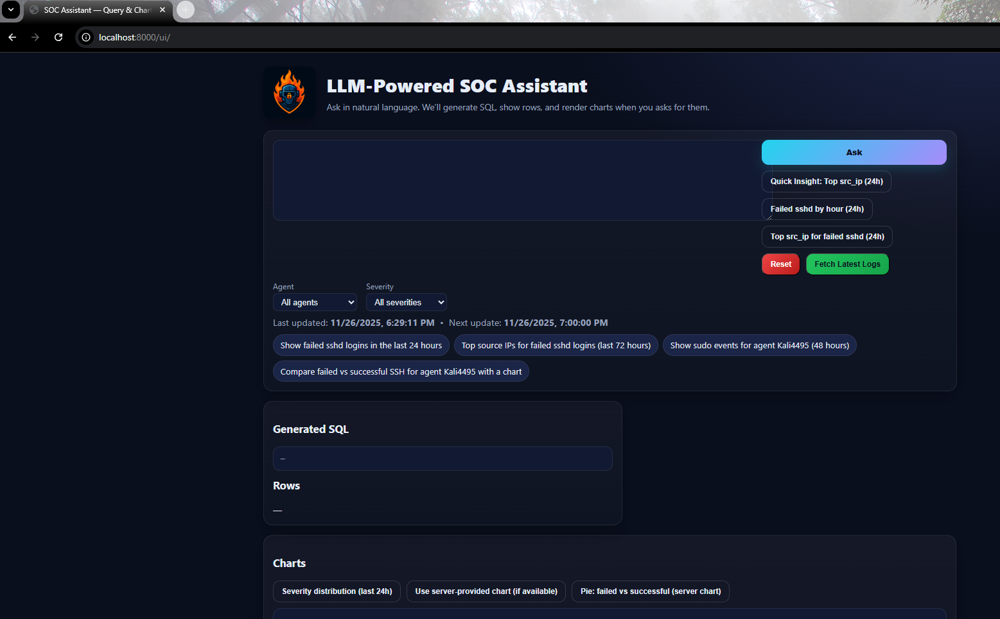 SOC Assistant — Query & Char
localhost:8000/ui/
LLM-Powered SOC Assistant
Ask in natural language. We'll generate SQL, show rows, and render charts when you asks for them.
Ask
Quick Insight: Top src_ip (24h)
Failed sshd by hour (24h)
Top src_ip for failed sshd (24h)
Reset Fetch Latest Logs
Agent Severity
All agents All severities
Last updated: 11/26/2025, 6:29:11 PM • Next update: 11/26/2025, 7:00:00 PM
Show failed sshd logins in the last 24 hours Top source IPs for failed sshd logins (last 72 hours) Show sudo events for agent Kali4495 (48 hours)
Compare failed vs successful SSH for agent Kali4495 with a chart
Generated SQL
–
Rows
—
Charts
Severity distribution (last 24h) Use server-provided chart (if available) Pie: failed vs successful (server chart)